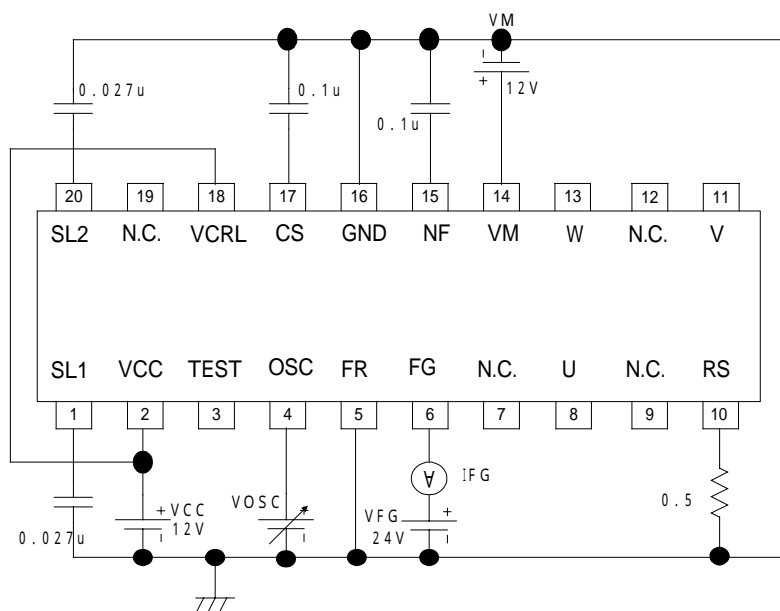 VM
0.027u
0.1u
0.1u
+ - 12V
20 19 18 17 16 15 14 13 12 11
SL2 N.C. VCRL CS GND NF VM W N.C. V
SL1 VCC TEST OSC FR FG N.C. U N.C. RS
1 2 3 4 5 6 7 8 9 10
A IFG
+ VCC
12V -
VOSC + -
VFG +
24V -
0.5
0.027u